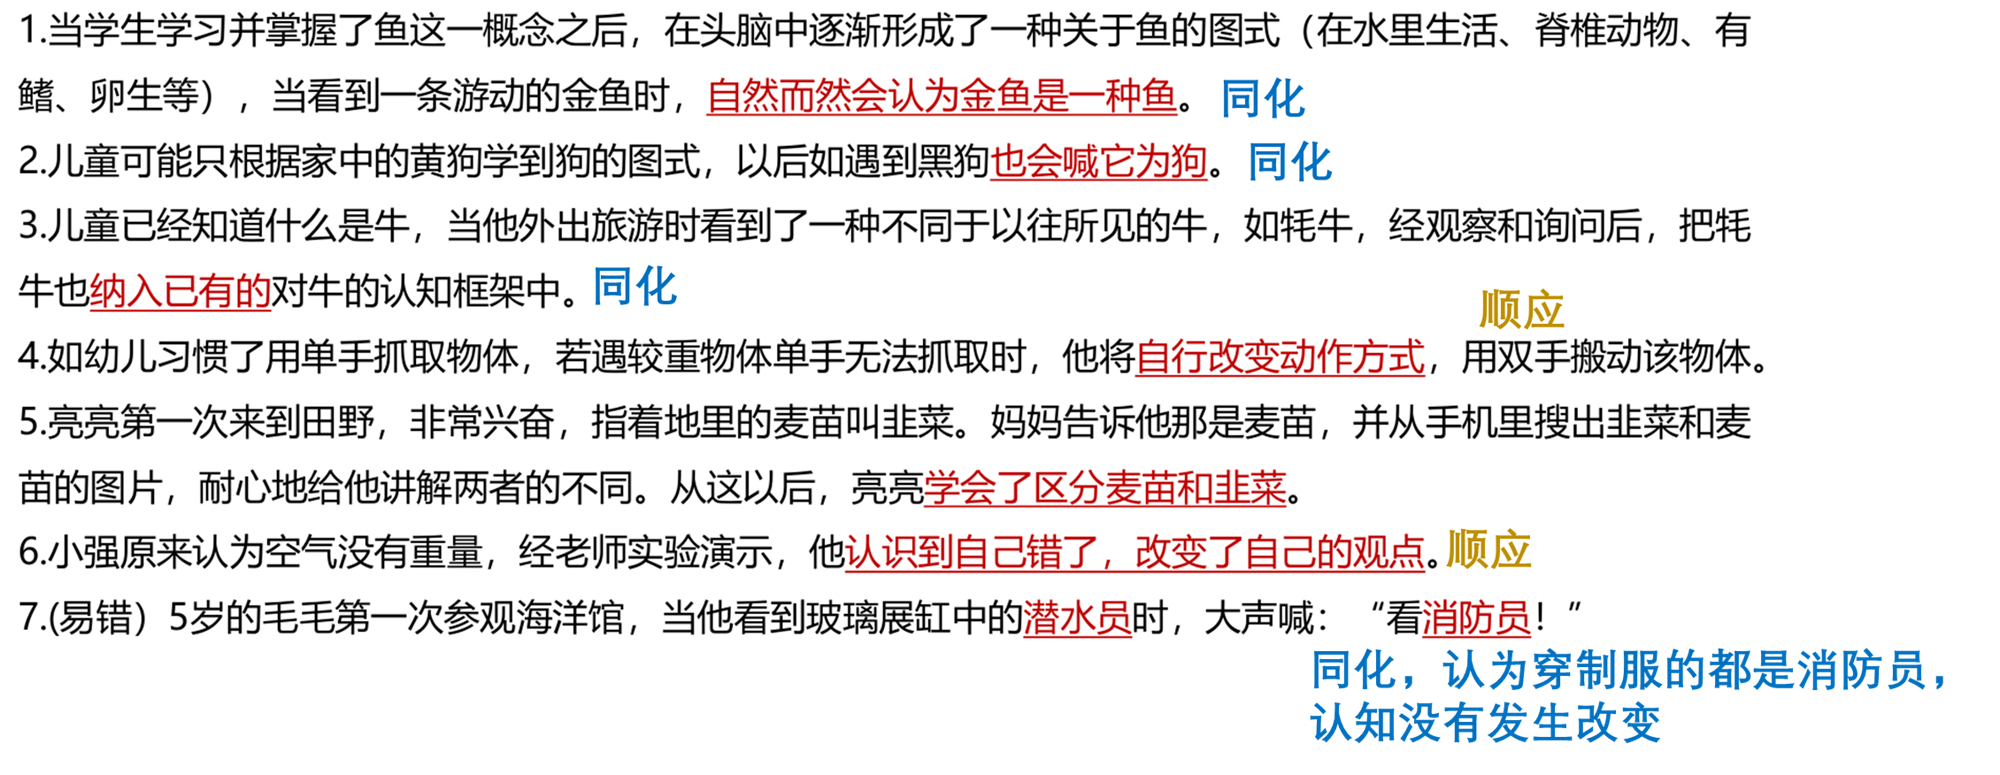 1.当学生学习并掌握了鱼这一概念之后，在头脑中逐渐形成了一种关于鱼的图式（在水里生活、脊椎动物、有
鳍、卵生等），当看到一条游动的金鱼时，自然而然会认为金鱼是一种鱼。 同化
2.儿童可能只根据家中的黄狗学到狗的图式，以后如遇到黑狗也会喊它为狗。 同化
3.儿童已经知道什么是牛，当他外出旅游时看到了一种不同于以往所见的牛，如牦牛，经观察和询问后，把牦
牛也纳入已有的对牛的认知框架中。 同化
顺应
4.如幼儿习惯了用单手抓取物体，若遇较重物体单手无法抓取时，他将自行改变动作方式，用双手搬动该物体。
5.亮亮第一次来到田野，非常兴奋，指着地里的麦苗叫韭菜。妈妈告诉他那是麦苗，并从手机里搜出韭菜和麦
苗的图片，耐心地给他讲解两者的不同。从这以后，亮亮学会了区分麦苗和韭菜。
6.小强原来认为空气没有重量，经老师实验演示，他认识到自己错了，改变了自己的观点。顺应
7.(易错）5岁的毛毛第一次参观海洋馆，当他看到玻璃展缸中的潜水员时，大声喊：“看消防员！”
同化，认为穿制服的都是消防员，
认知没有发生改变